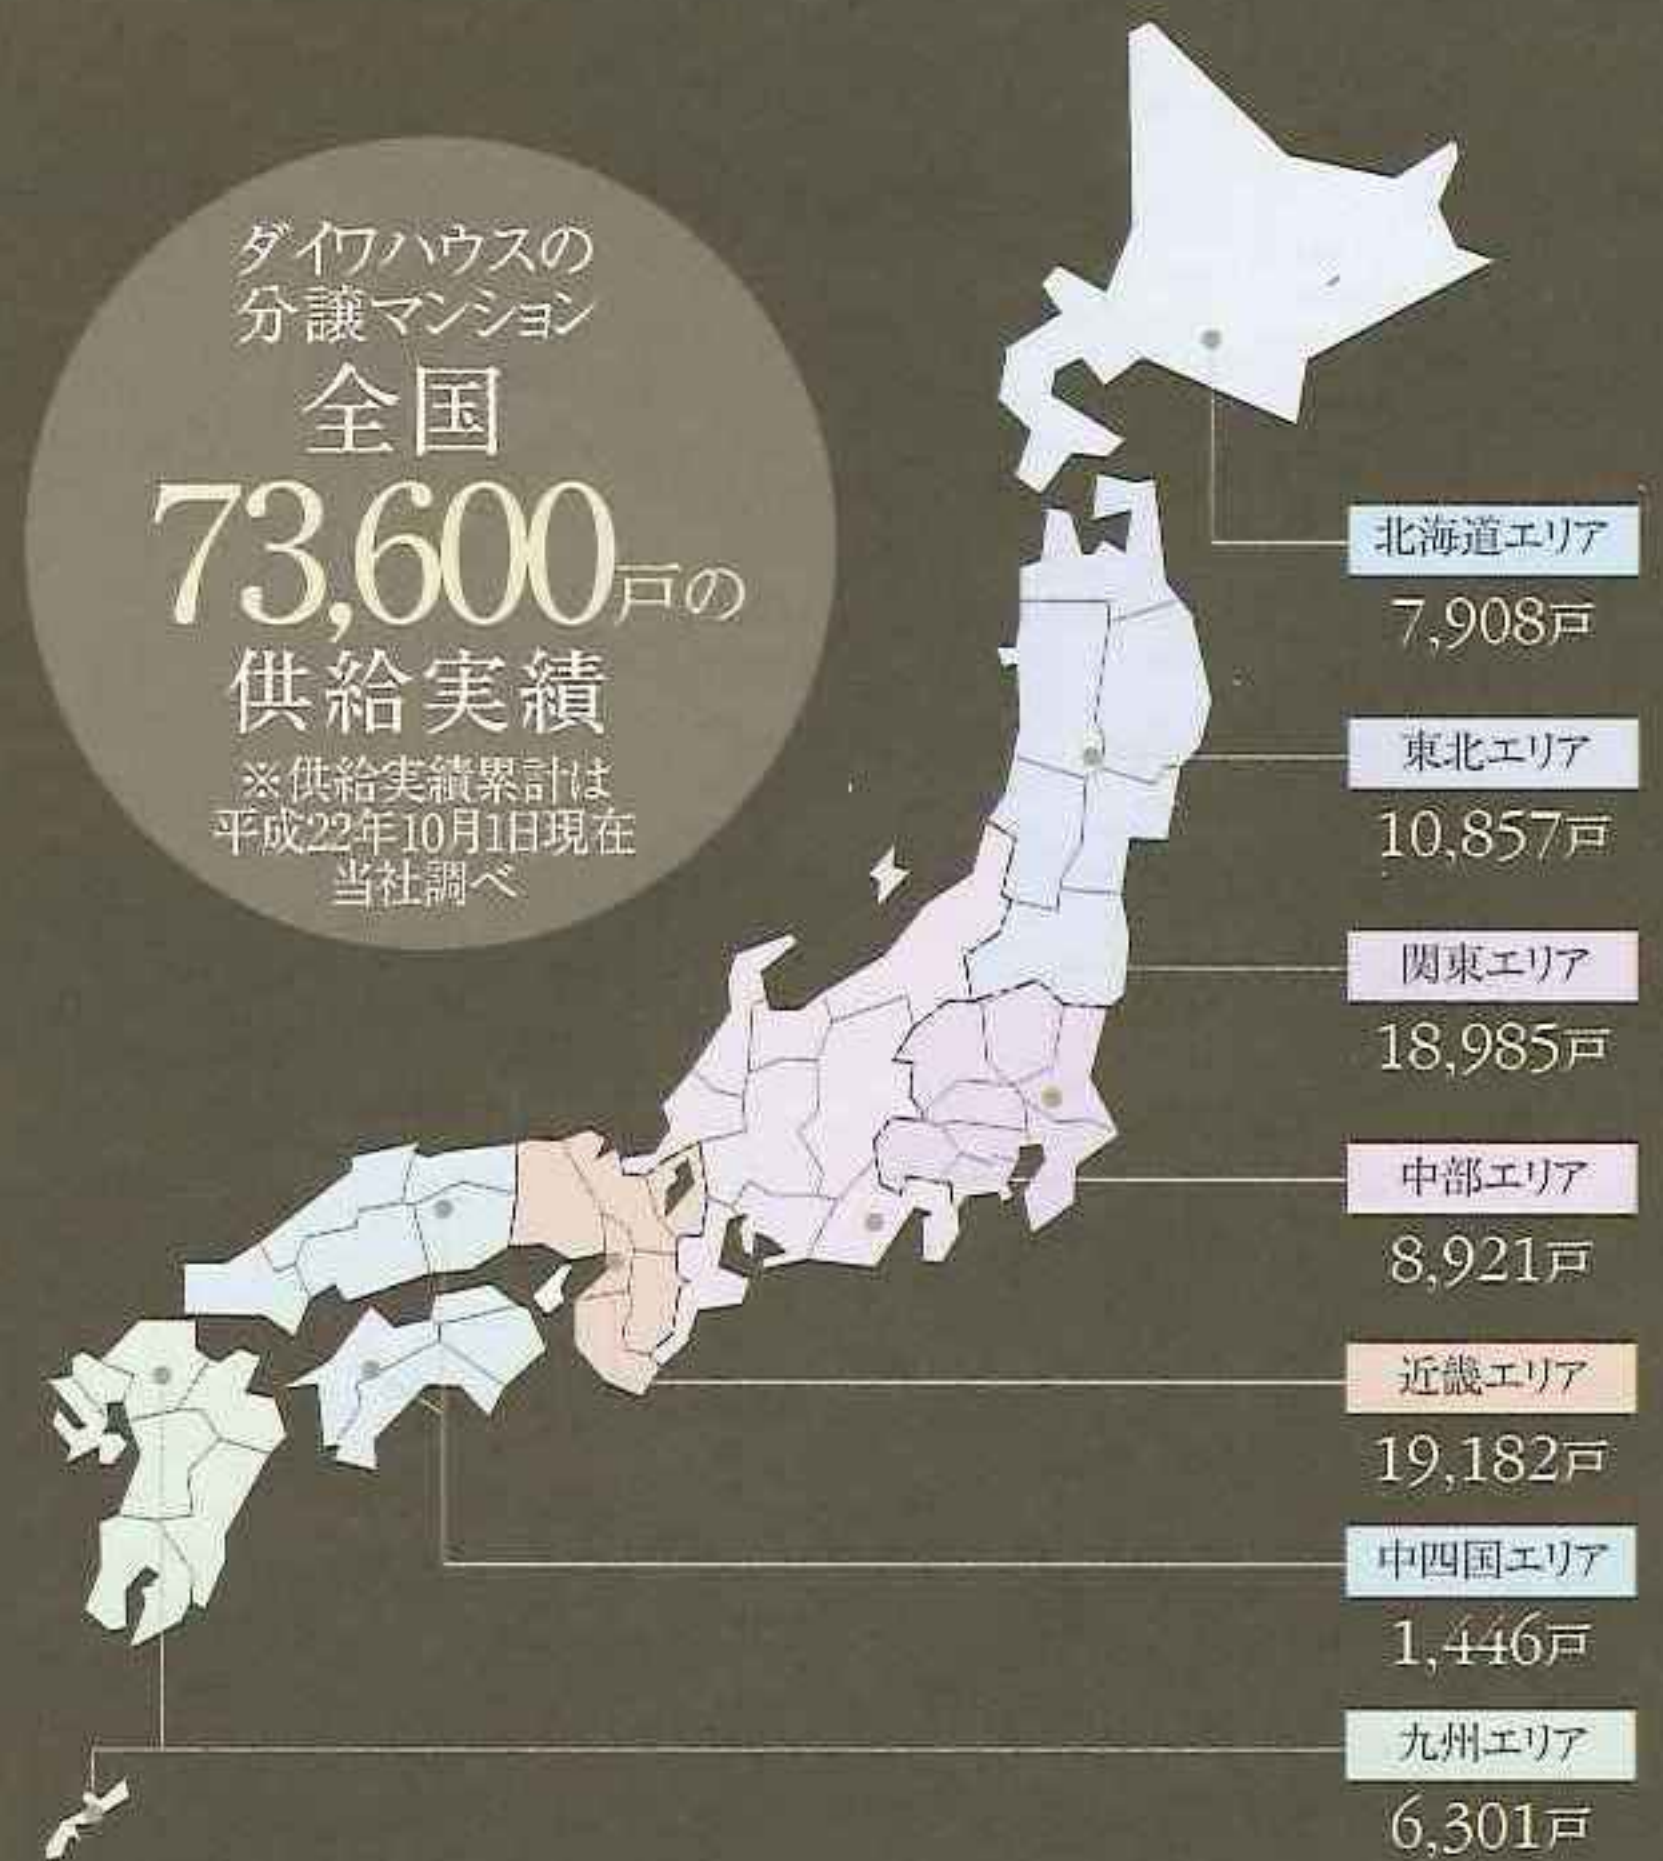 ダイワハウスの
分譲マンション
全国
73,600戸の
供給実績
※供給実績累計は
平成22年10月1日現在
当社調べ
北海道エリア
7,908戸
東北エリア
10,857戸
関東エリア
18,985戸
中部エリア
8,921戸
近畿エリア
19,182戸
中四国エリア
1,446戸
九州エリア
6,301戸